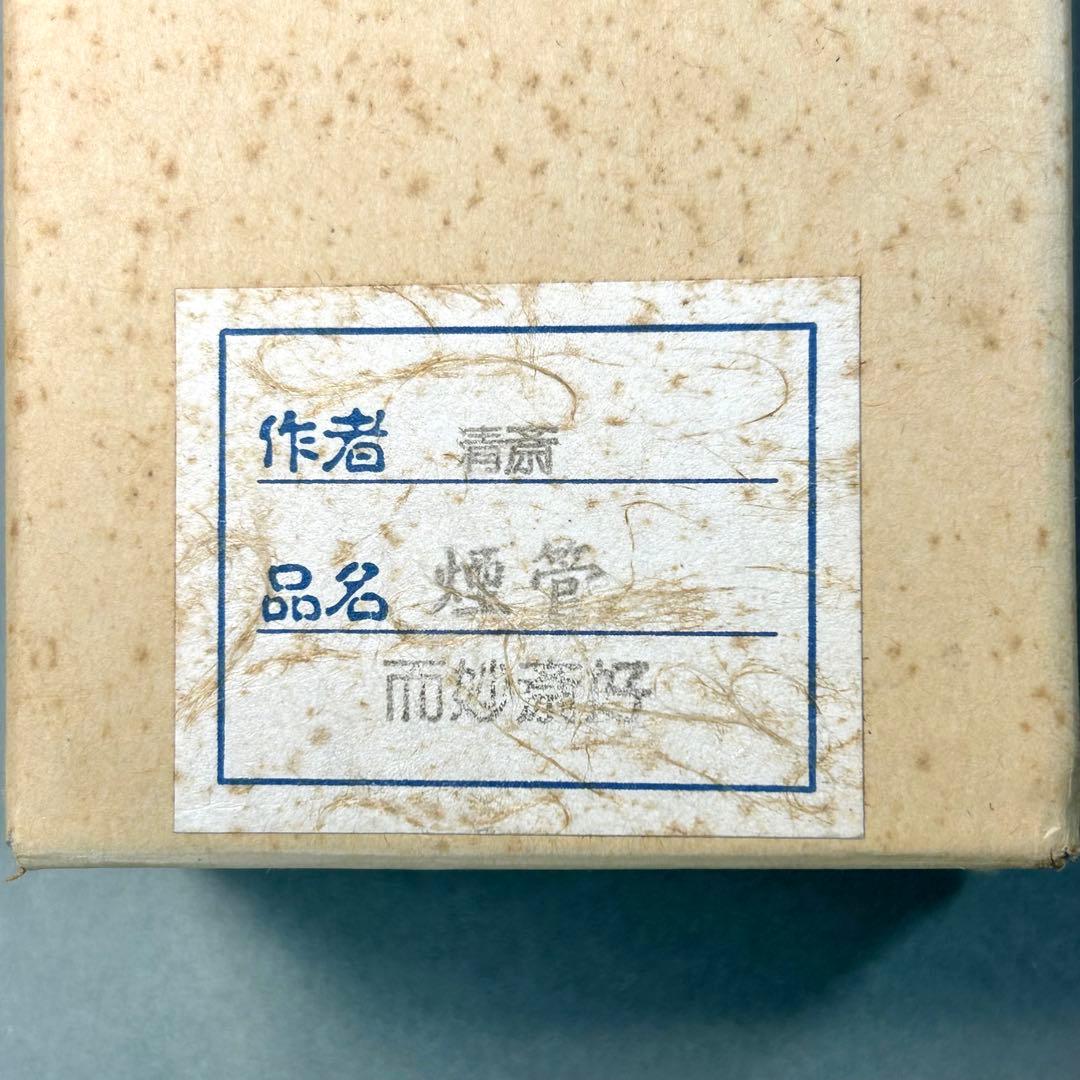 作者 青斎
品名 煙管
而妙斎好